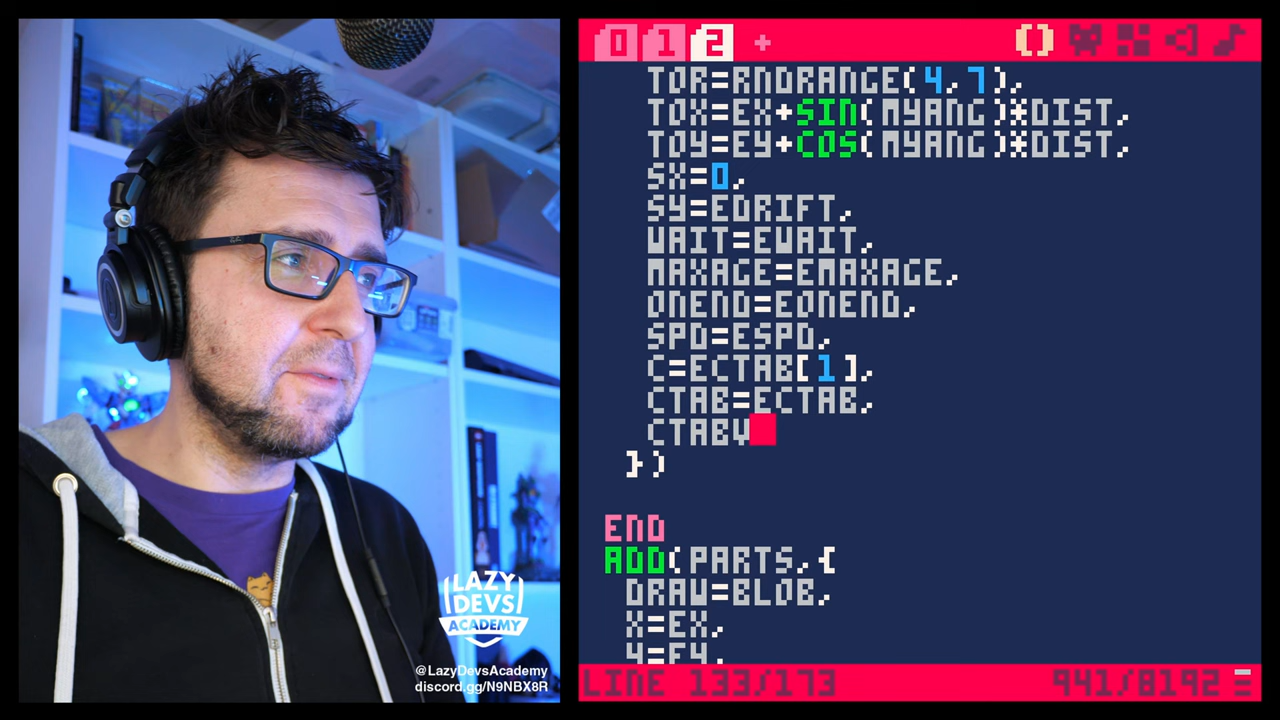 LAZY
DEVS
ACADEMY
@LazyDevsAcademy
discord.gg/N9NBX8R
0 1 2 +
TOR=RNDRANGE(4,7),
TOX=EX+SIN(MYANG)*DIST,
TOY=EY+COS(MYANG)*DIST,
SX=0,
SY=EDRIFT,
WAIT=EWAIT,
MAXAGE=EMAXAGE,
ONEND=EONEND,
SPD=ESPD,
C=ECTAB[1],
CTAB=ECTAB,
CTABV
})
END
ADD(PARTS,{
DRAW=BLOB,
X=EX,
Y=EY,
LINE 133/173
941/8192